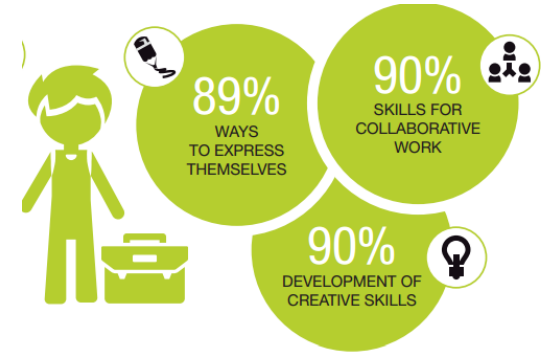 89%
WAYS
TO EXPRESS
THEMSELVES
90%
SKILLS FOR
COLLABORATIVE
WORK
90%
DEVELOPMENT OF
CREATIVE SKILLS